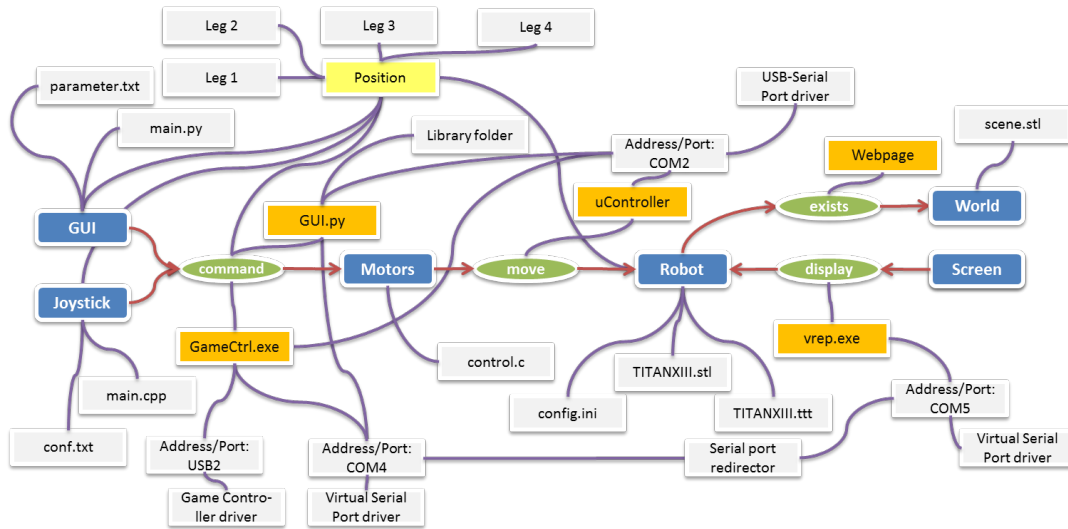 Leg 2
Leg 3
Leg 4
Leg 1
Position
parameter.txt
main.py
Library folder
USB-Serial
Port driver
Address/Port:
COM2
scene.stl
Webpage
uController
GUI.py
GUI
exists
World
command
Motors
move
Robot
display
Screen
Joystick
GameCtrl.exe
control.c
vrep.exe
main.cpp
TITANXIII.stl
config.ini
TITANXIII.ttt
Address/Port:
COM5
conf.txt
Address/Port:
USB2
Address/Port:
COM4
Serial port
redirector
Virtual Serial
Port driver
Game Contro-
ller driver
Virtual Serial
Port driver